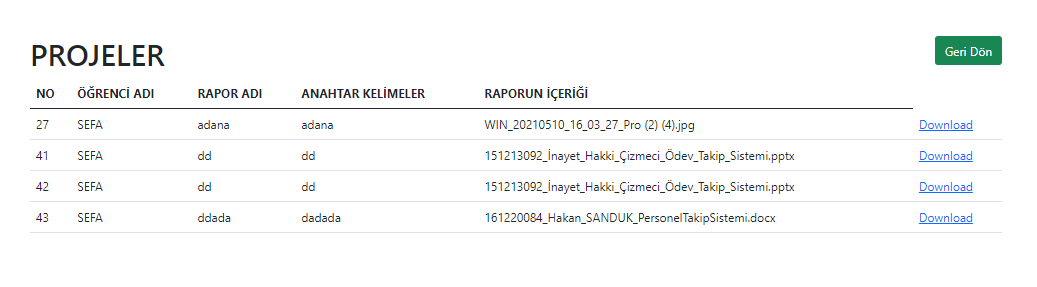 PROJELER
Geri Dön
NO ÖĞRENCİ ADI RAPOR ADI ANAHTAR KELİMELER RAPORUN İÇERİĞİ
27 SEFA adana adana WIN_20210510_16_03_27_Pro (2) (4).jpg Download
41 SEFA dd dd 151213092_İnayet_Hakki_Çizmeci_Ödev_Takip_Sistemi.pptx Download
42 SEFA dd dd 151213092_İnayet_Hakki_Çizmeci_Ödev_Takip_Sistemi.pptx Download
43 SEFA ddada dadada 161220084_Hakan_SANDUK_PersonelTakipSistemi.docx Download